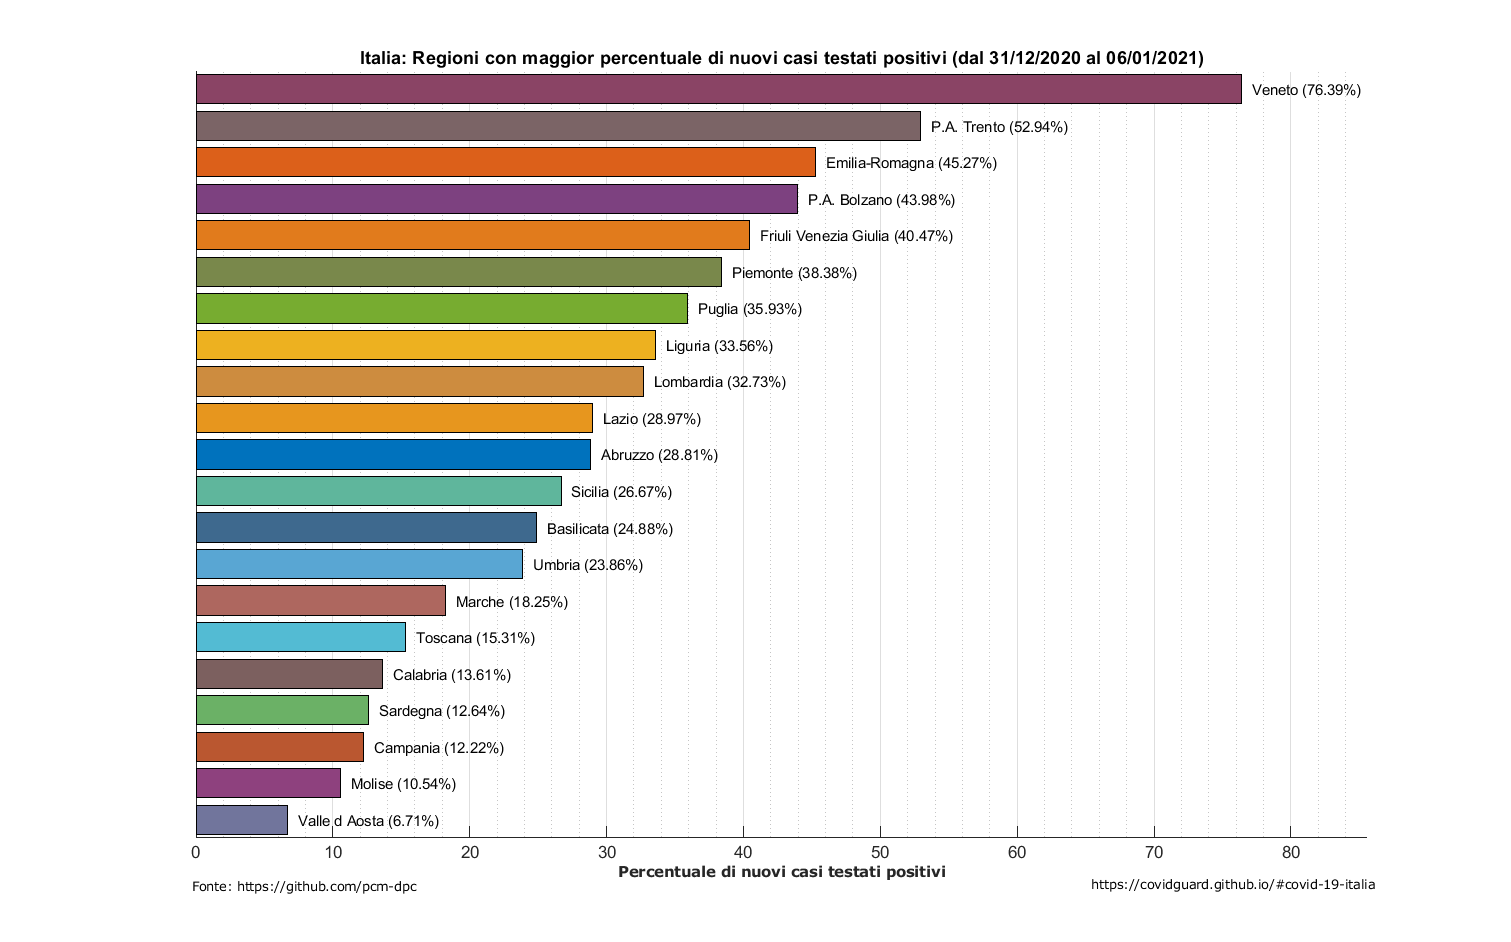 Italia: Regioni con maggior percentuale di nuovi casi testati positivi (dal 31/12/2020 al 06/01/2021)
Veneto (76.39%)
P.A. Trento (52.94%)
Emilia-Romagna (45.27%)
P.A. Bolzano (43.98%)
Friuli Venezia Giulia (40.47%)
Piemonte (38.38%)
Puglia (35.93%)
Liguria (33.56%)
Lombardia (32.73%)
Lazio (28.97%)
Abruzzo (28.81%)
Sicilia (26.67%)
Basilicata (24.88%)
Umbria (23.86%)
Marche (18.25%)
Toscana (15.31%)
Calabria (13.61%)
Sardegna (12.64%)
Campania (12.22%)
Molise (10.54%)
Valle d Aosta (6.71%)
0 10 20 30 40 50 60 70 80
Percentuale di nuovi casi testati positivi
Fonte: https://github.com/pcm-dpc
https://covidguard.github.io/#covid-19-italia